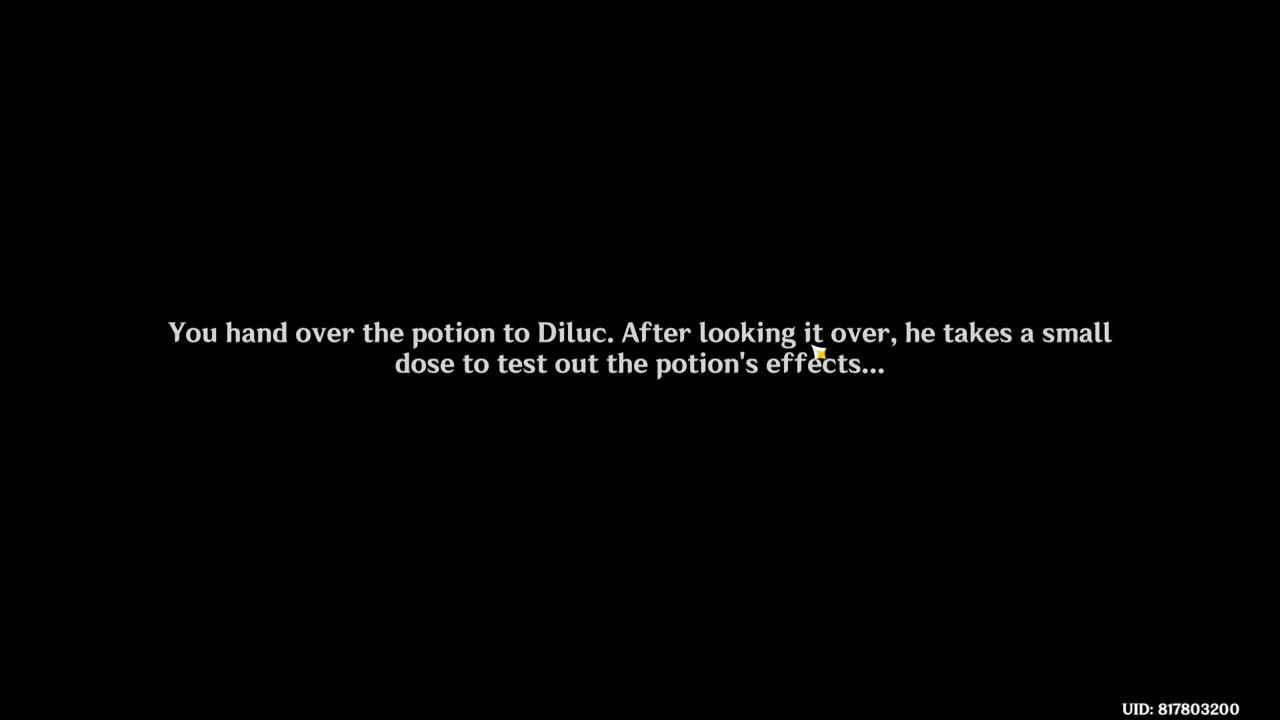 You hand over the potion to Diluc. After looking it over, he takes a small
dose to test out the potion's effects...
UID: 817803200